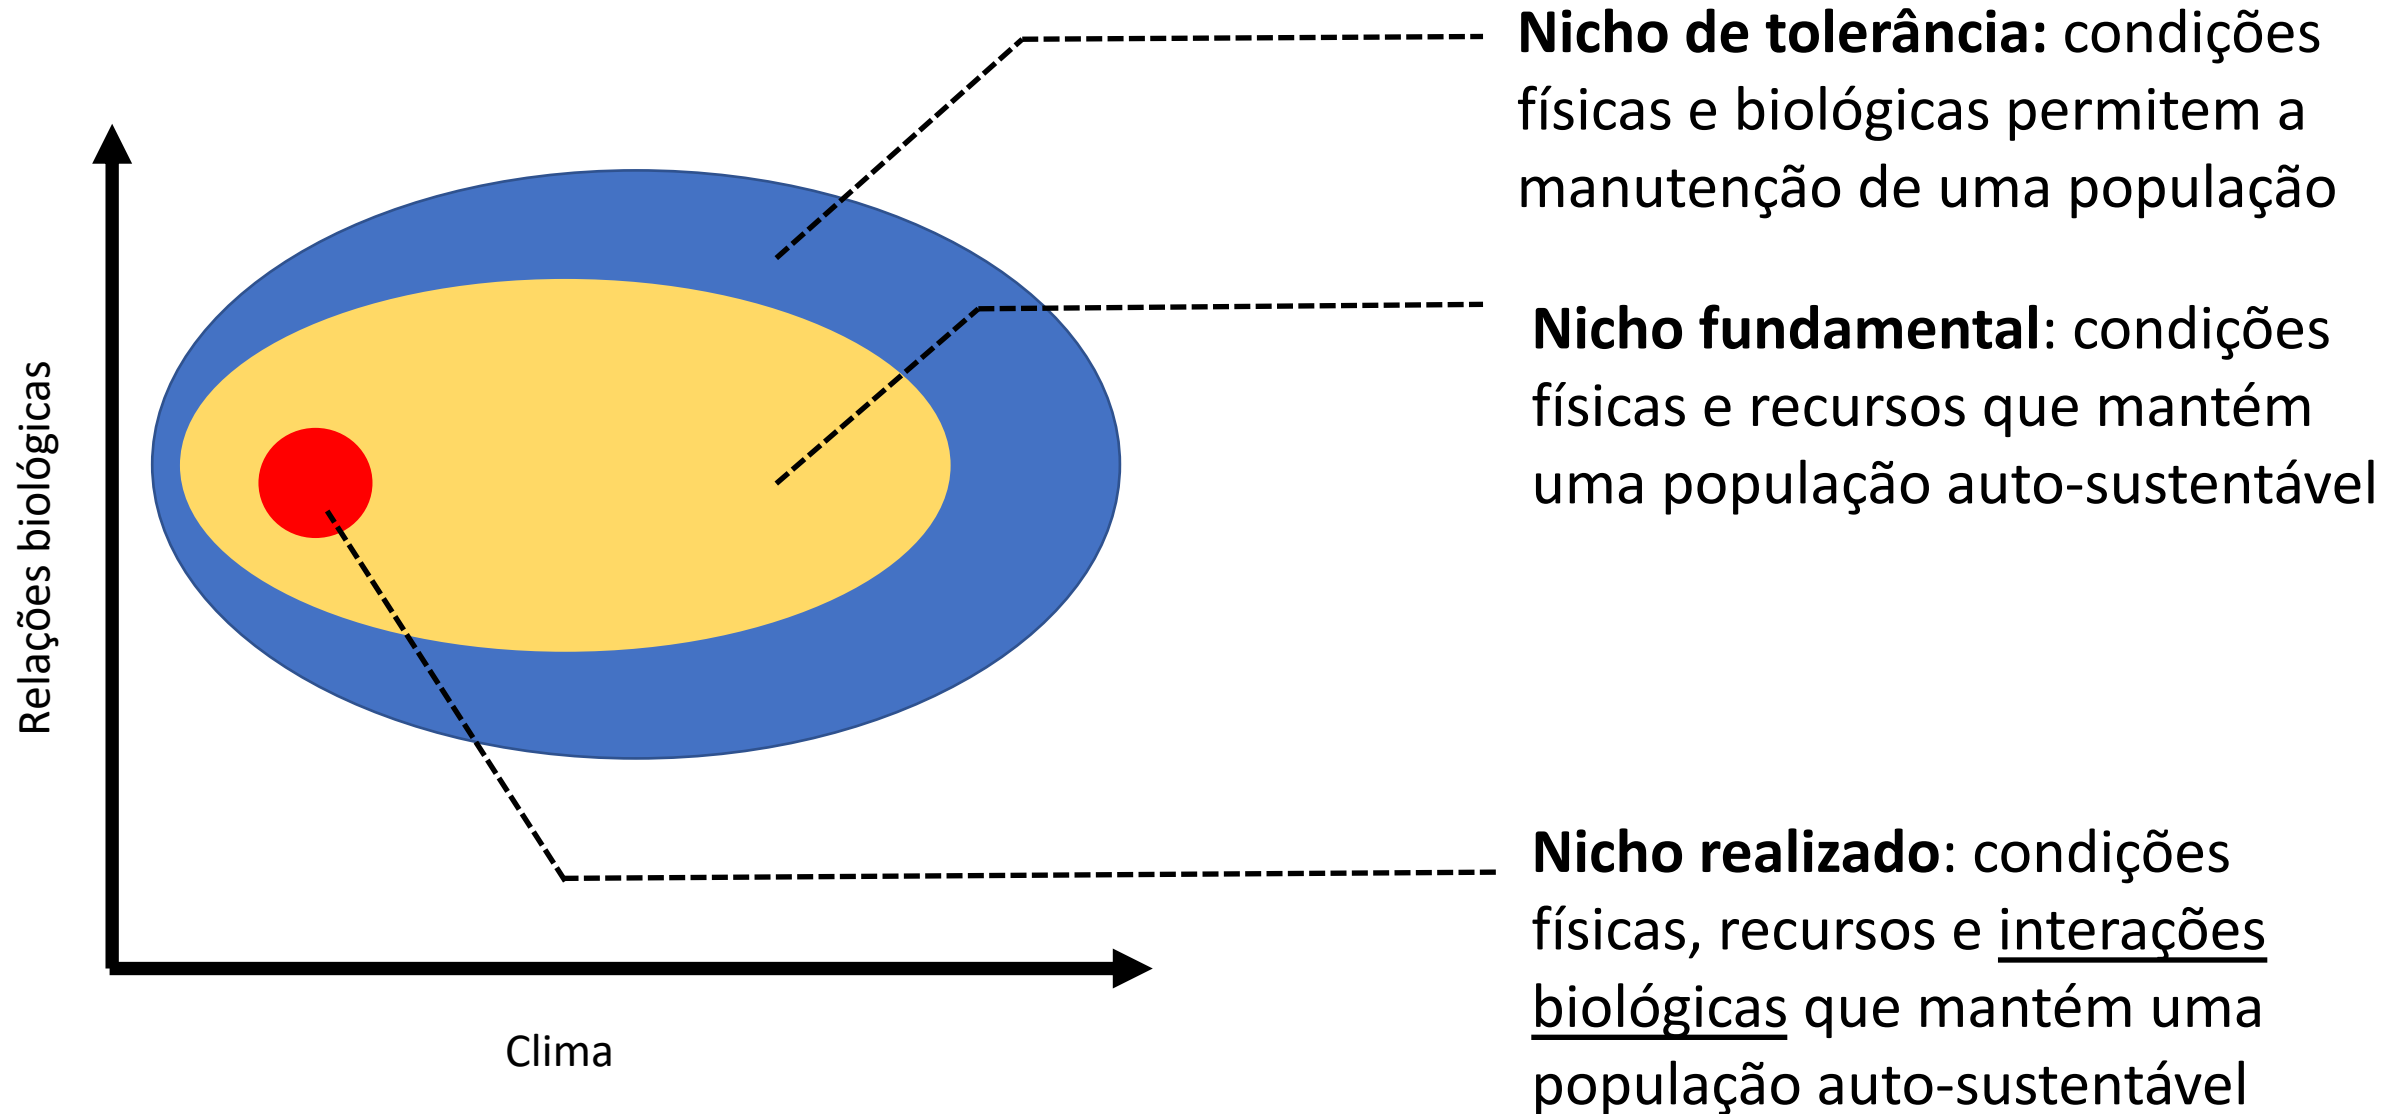 Nicho de tolerância: condições
físicas e biológicas permitem a
manutenção de uma população
Nicho fundamental: condições
físicas e recursos que mantém
uma população auto-sustentável
Relações biológicas
Nicho realizado: condições
físicas, recursos e interações
biológicas que mantém uma
população auto-sustentável
Clima